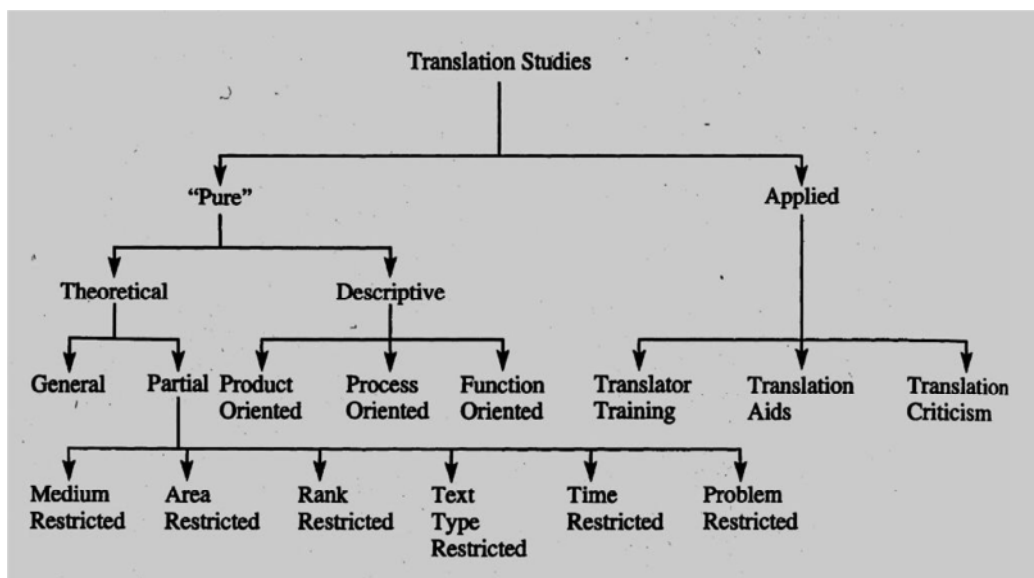 Translation Studies
“Pure”
Applied
Theoretical
Descriptive
General
Partial
Product
Oriented
Process
Oriented
Function
Oriented
Translator
Training
Translation
Aids
Translation
Criticism
Medium
Restricted
Area
Restricted
Rank
Restricted
Text
Type
Restricted
Time
Restricted
Problem
Restricted